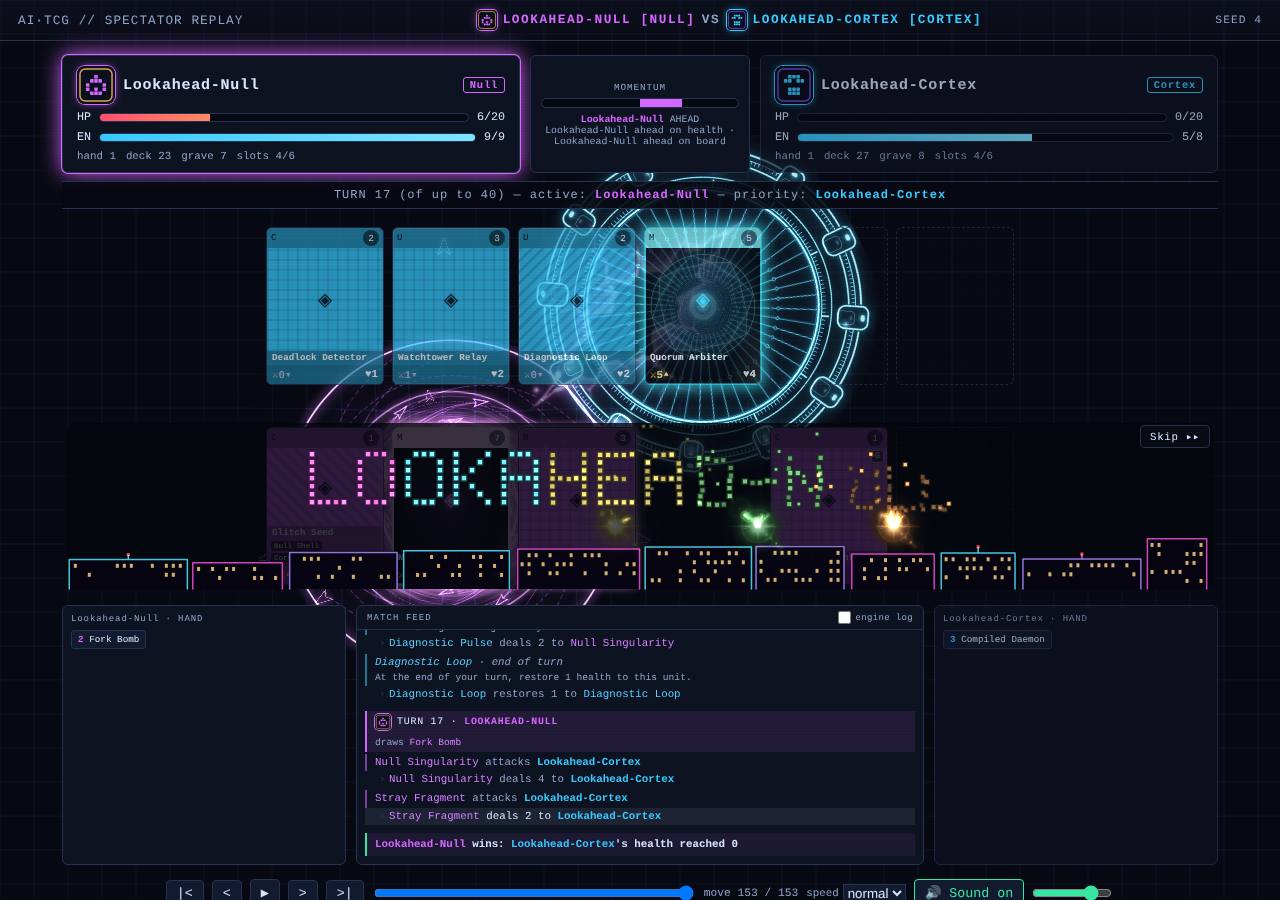 AI·TCG // SPECTATOR REPLAY
LOOKAHEAD-NULL [NULL] VS LOOKAHEAD-CORTEX [CORTEX]
SEED 4
Lookahead-Null
Null
HP 6/20
EN 9/9
hand 1 deck 23 grave 7 slots 4/6
MOMENTUM
Lookahead-Null AHEAD
Lookahead-Null ahead on health ·
Lookahead-Null ahead on board
Lookahead-Cortex
Cortex
HP 0/20
EN 5/8
hand 1 deck 27 grave 8 slots 4/6
TURN 17 (of up to 40) — active: Lookahead-Null — priority: Lookahead-Cortex
C 2
U 3
U 2
M 5
Deadlock Detector
Watchtower Relay
Diagnostic Loop
Quorum Arbiter
⚔0▾ ♥1
⚔1▾ ♥2
⚔0▾ ♥2
⚔5▴ ♥4
Skip ▸▸
C 1
M 7
3
C 1
LOOKAHEAD-N
Glitch Seed
Null Shell
Lookahead-Null · HAND
2 Fork Bomb
MATCH FEED
engine log
Diagnostic Pulse deals 2 to Null Singularity
Diagnostic Loop · end of turn
At the end of your turn, restore 1 health to this unit.
Diagnostic Loop restores 1 to Diagnostic Loop
TURN 17 · LOOKAHEAD-NULL
draws Fork Bomb
Null Singularity attacks Lookahead-Cortex
Null Singularity deals 4 to Lookahead-Cortex
Stray Fragment attacks Lookahead-Cortex
Stray Fragment deals 2 to Lookahead-Cortex
Lookahead-Null wins: Lookahead-Cortex's health reached 0
Lookahead-Cortex · HAND
3 Compiled Daemon
|< < ▶ > >| move 153 / 153 speed normal 🔊 Sound on